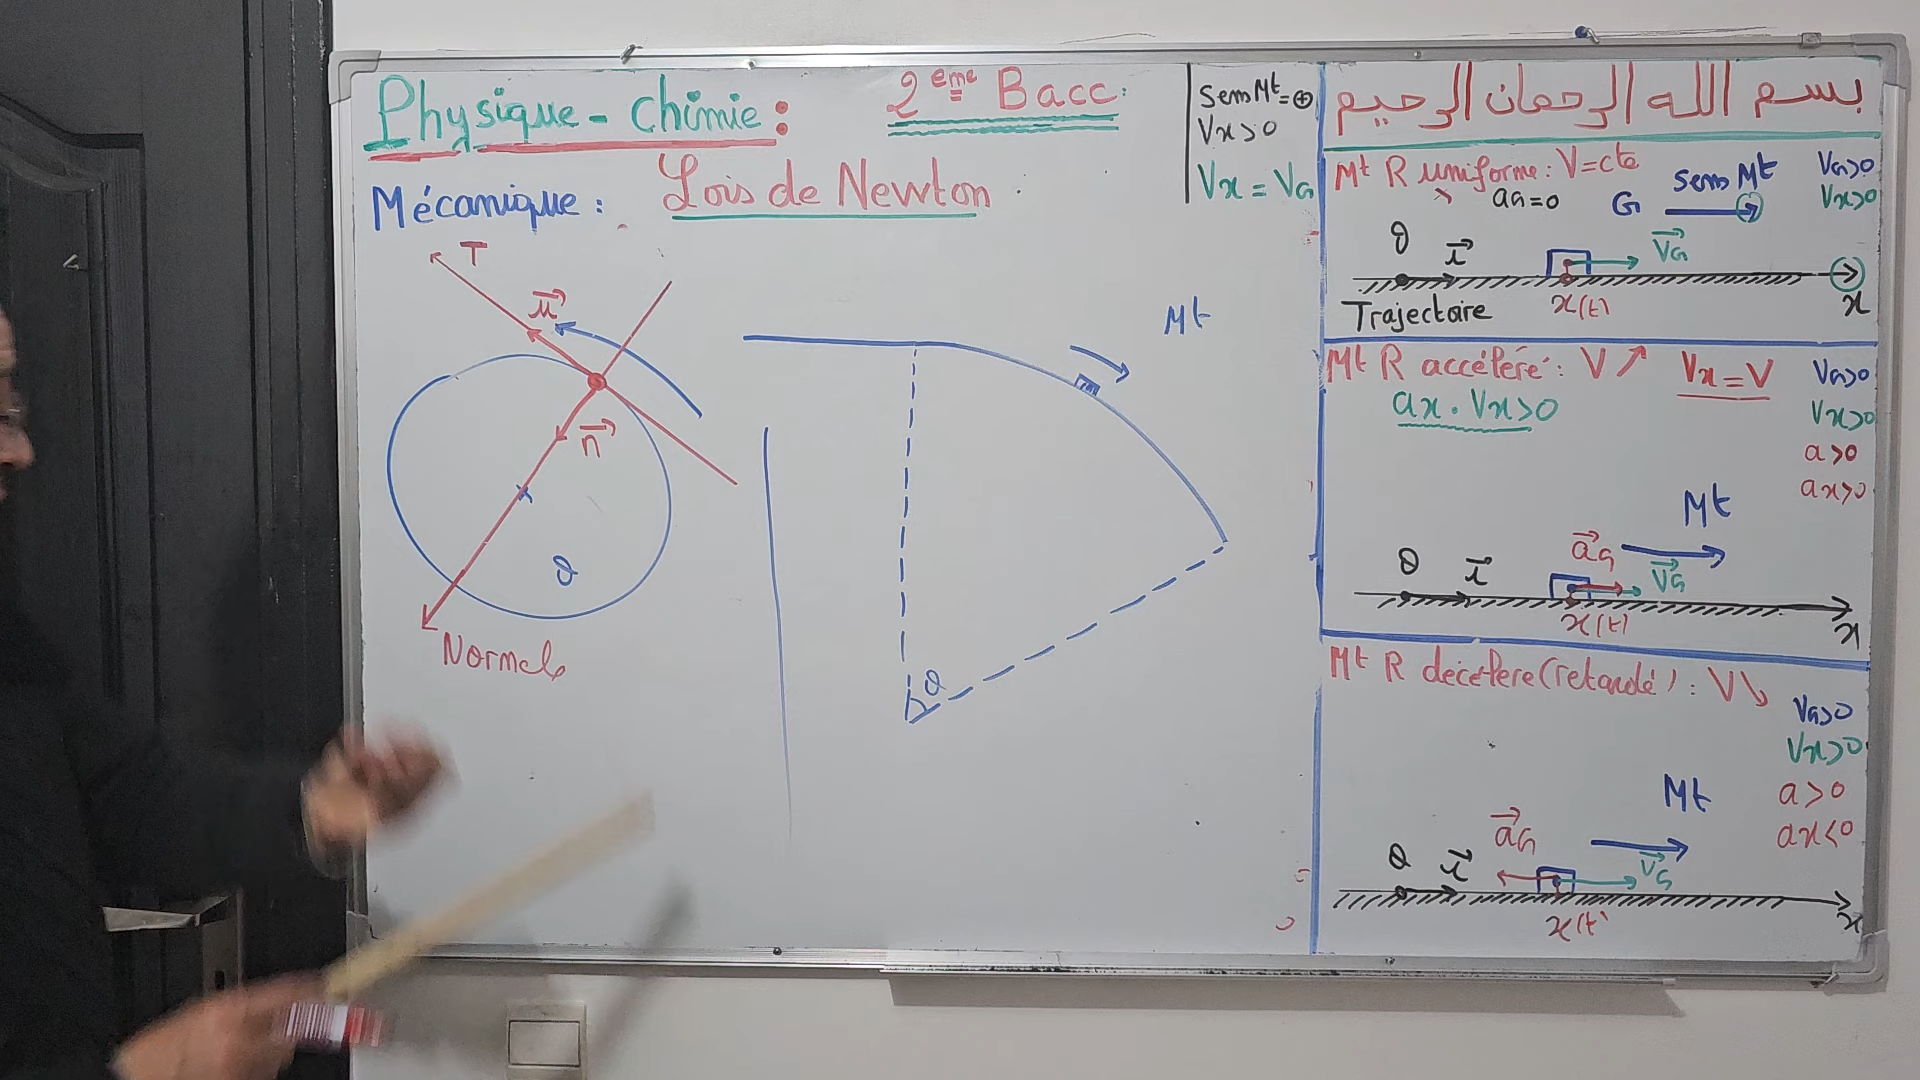 Physique - chimie :
2ème Bacc :
Mécanique : Lois de Newton
T
u
n
O
Normale
Mt
θ
Sens Mt = ⊕
Vx > 0
Vx = VG
بسم الله الرحمان الرحيم
Mt R uniforme : V = cte
aG = 0
G
sens Mt
VG > 0
Vx > 0
O
i
VG
Trajectoire
x(t)
x
Mt R accéléré : V ↗
Vx = V
VG > 0
ax . Vx > 0
Vx > 0
a > 0
ax > 0
Mt
O
i
aG
VG
x(t)
x
Mt R décéléré (retardé) : V ↘
VG > 0
Vx > 0
Mt
a > 0
ax < 0
O
i
aG
VG
x(t)
x